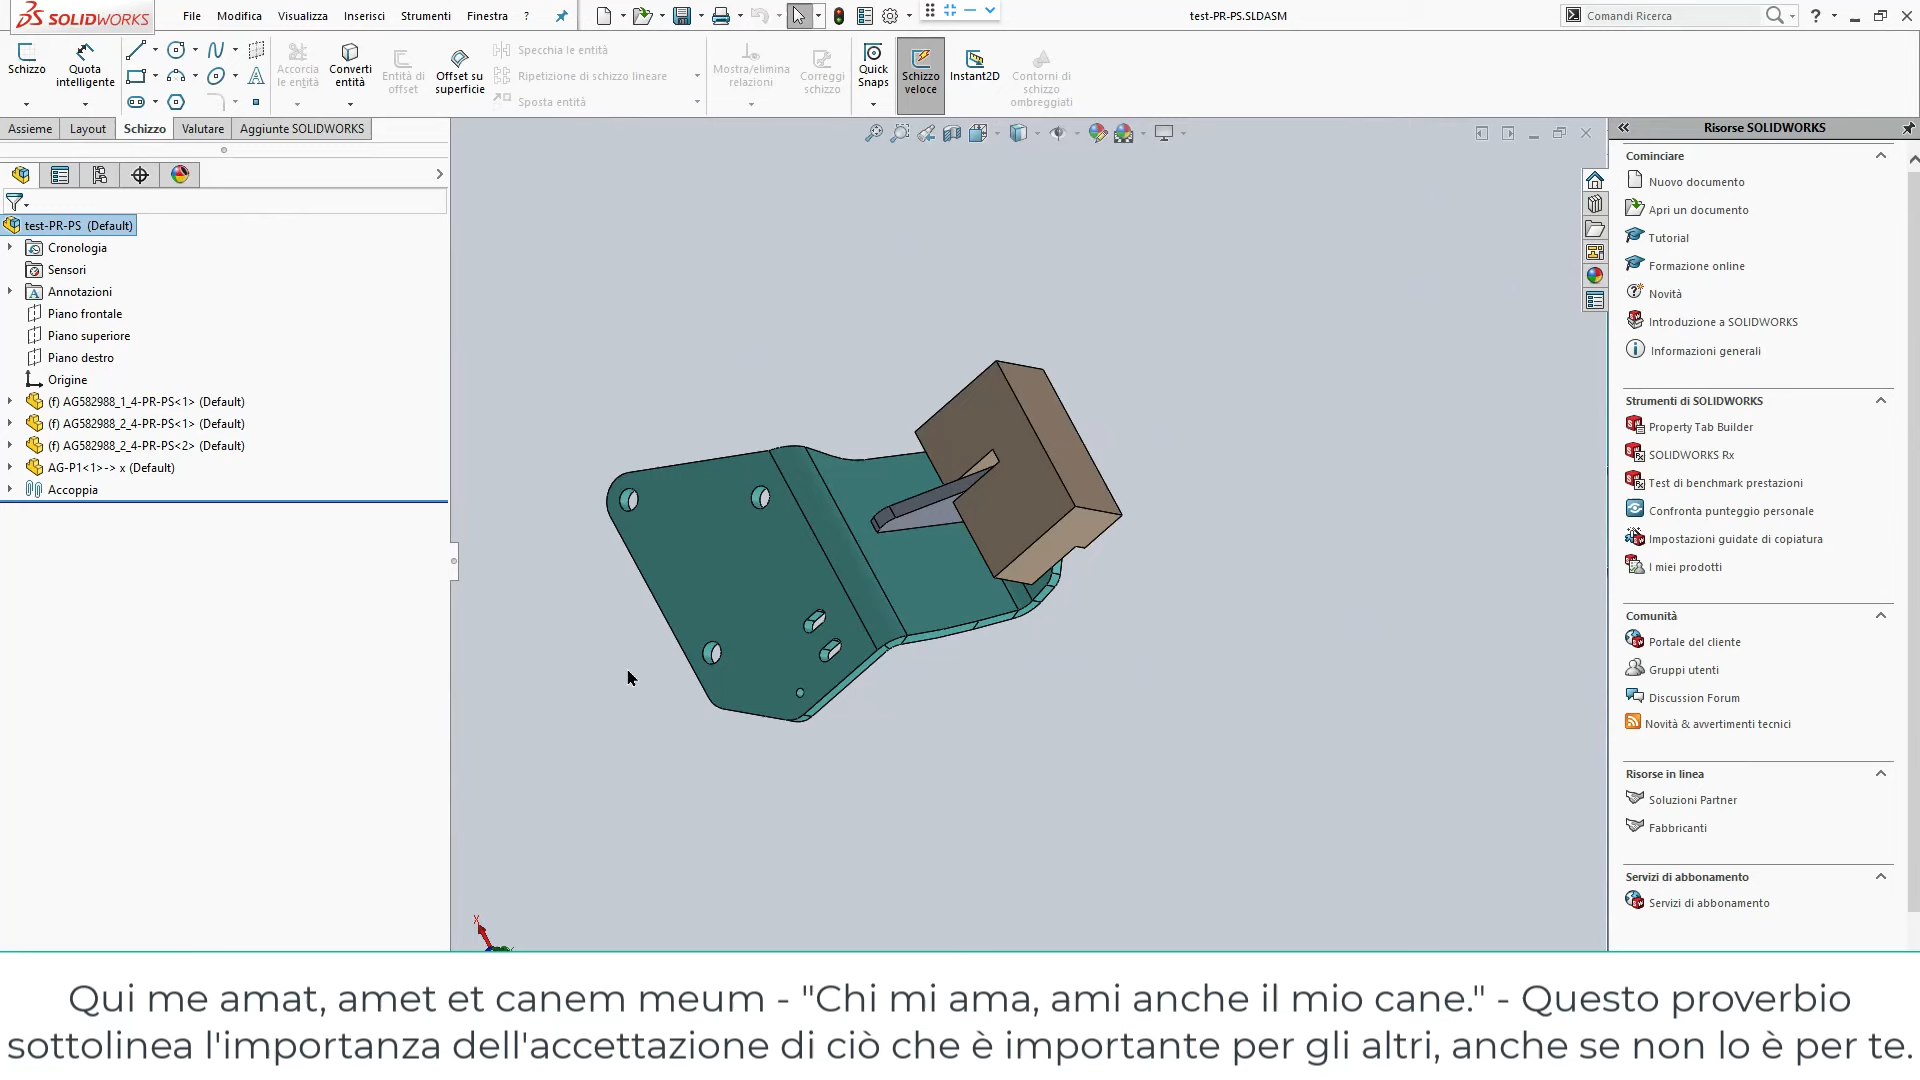 SOLIDWORKS
File Modifica Visualizza Inserisci Strumenti Finestra ?
test-PR-PS.SLDASM
Comandi Ricerca
?
Schizzo
Quota
intelligente
Accorcia
le entità
Converti
entità
Entità di
offset
Offset su
superficie
Specchia le entità
Ripetizione di schizzo lineare
Sposta entità
Mostra/elimina
relazioni
Correggi
schizzo
Quick
Snaps
Schizzo
veloce
Instant2D
Contorni di
schizzo
ombreggiati
Assieme Layout Schizzo Valutare Aggiunte SOLIDWORKS
test-PR-PS (Default)
Cronologia
Sensori
Annotazioni
Piano frontale
Piano superiore
Piano destro
Origine
(f) AG582988_1_4-PR-PS<1> (Default)
(f) AG582988_2_4-PR-PS<1> (Default)
(f) AG582988_2_4-PR-PS<2> (Default)
AG-P1<1>-> x (Default)
Accoppia
X
Risorse SOLIDWORKS
Cominciare
Nuovo documento
Apri un documento
Tutorial
Formazione online
Novità
Introduzione a SOLIDWORKS
Informazioni generali
Strumenti di SOLIDWORKS
Property Tab Builder
SOLIDWORKS Rx
Test di benchmark prestazioni
Confronta punteggio personale
Impostazioni guidate di copiatura
I miei prodotti
Comunità
Portale del cliente
Gruppi utenti
Discussion Forum
Novità & avvertimenti tecnici
Risorse in linea
Soluzioni Partner
Fabbricanti
Servizi di abbonamento
Servizi di abbonamento
Qui me amat, amet et canem meum - "Chi mi ama, ami anche il mio cane." - Questo proverbio
sottolinea l'importanza dell'accettazione di ciò che è importante per gli altri, anche se non lo è per te.